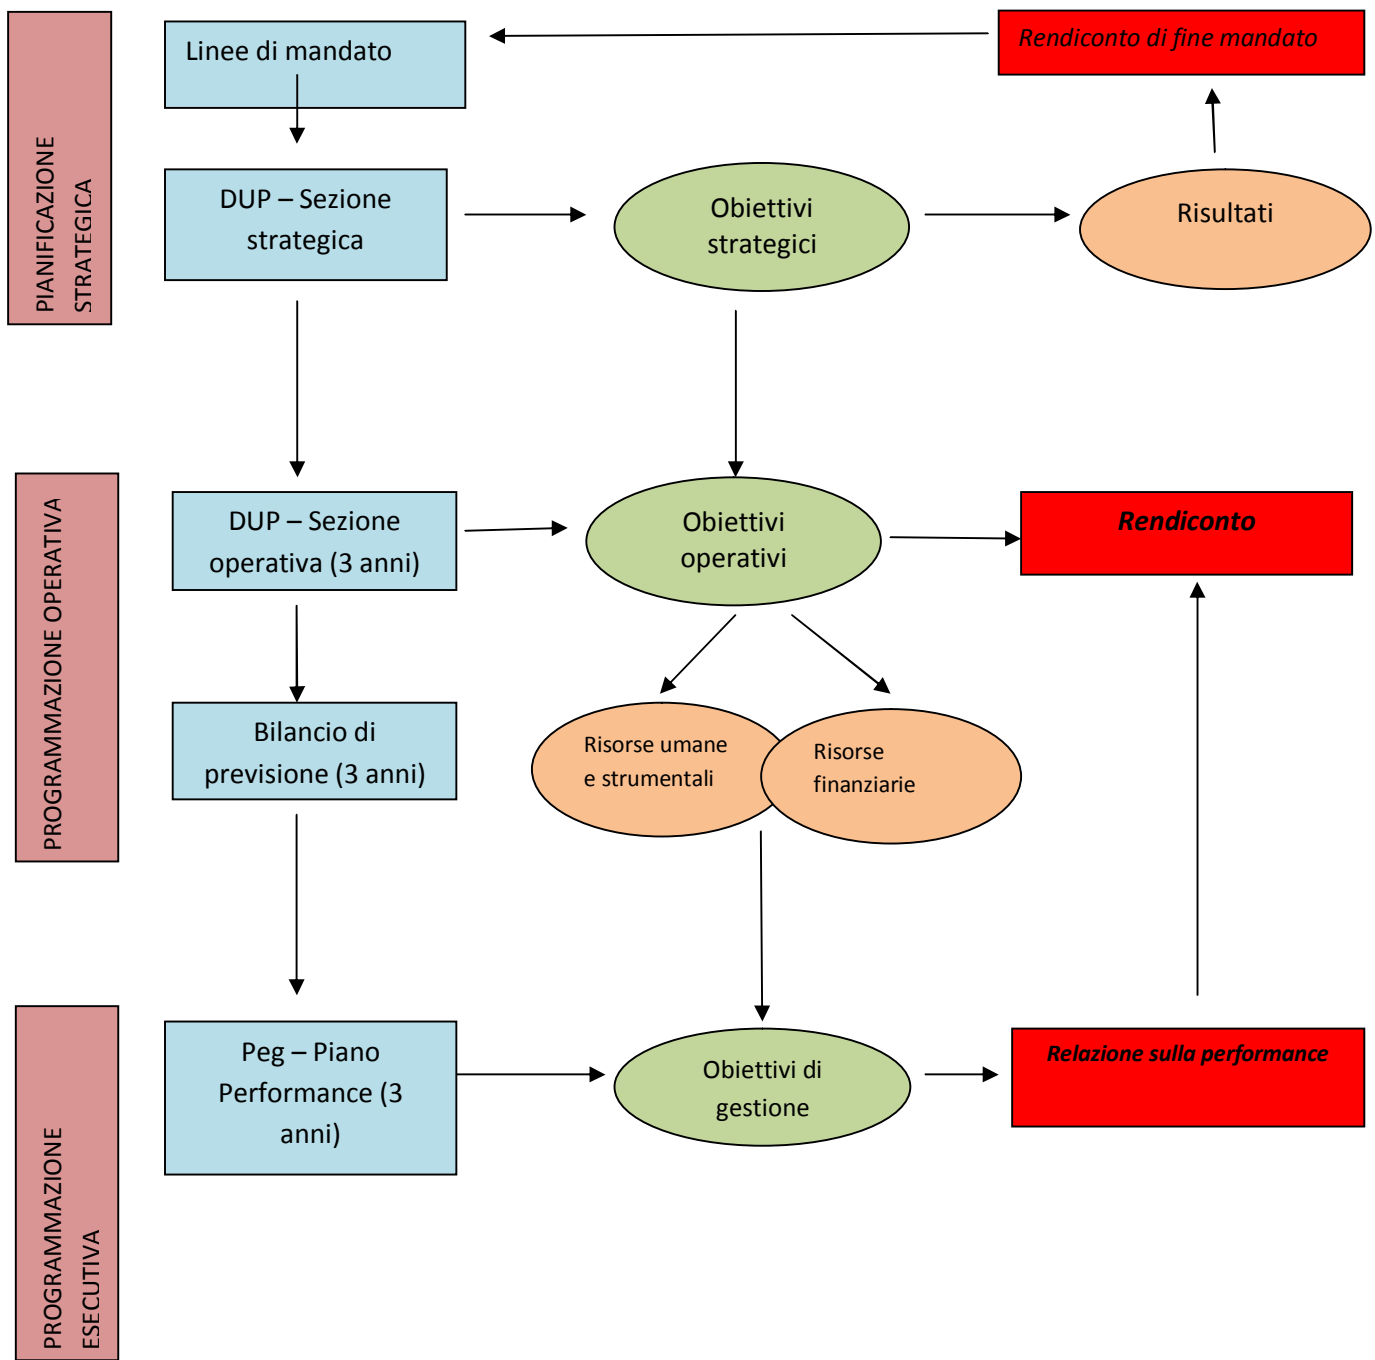 PIANIFICAZIONE
STRATEGICA
Linee di mandato
Rendiconto di fine mandato
DUP – Sezione
strategica
Obiettivi
strategici
Risultati
PROGRAMMAZIONE OPERATIVA
DUP – Sezione
operativa (3 anni)
Obiettivi
operativi
Rendiconto
Bilancio di
previsione (3 anni)
Risorse umane
e strumentali
Risorse
finanziarie
PROGRAMMAZIONE
ESECUTIVA
Peg – Piano
Performance (3
anni)
Obiettivi di
gestione
Relazione sulla performance